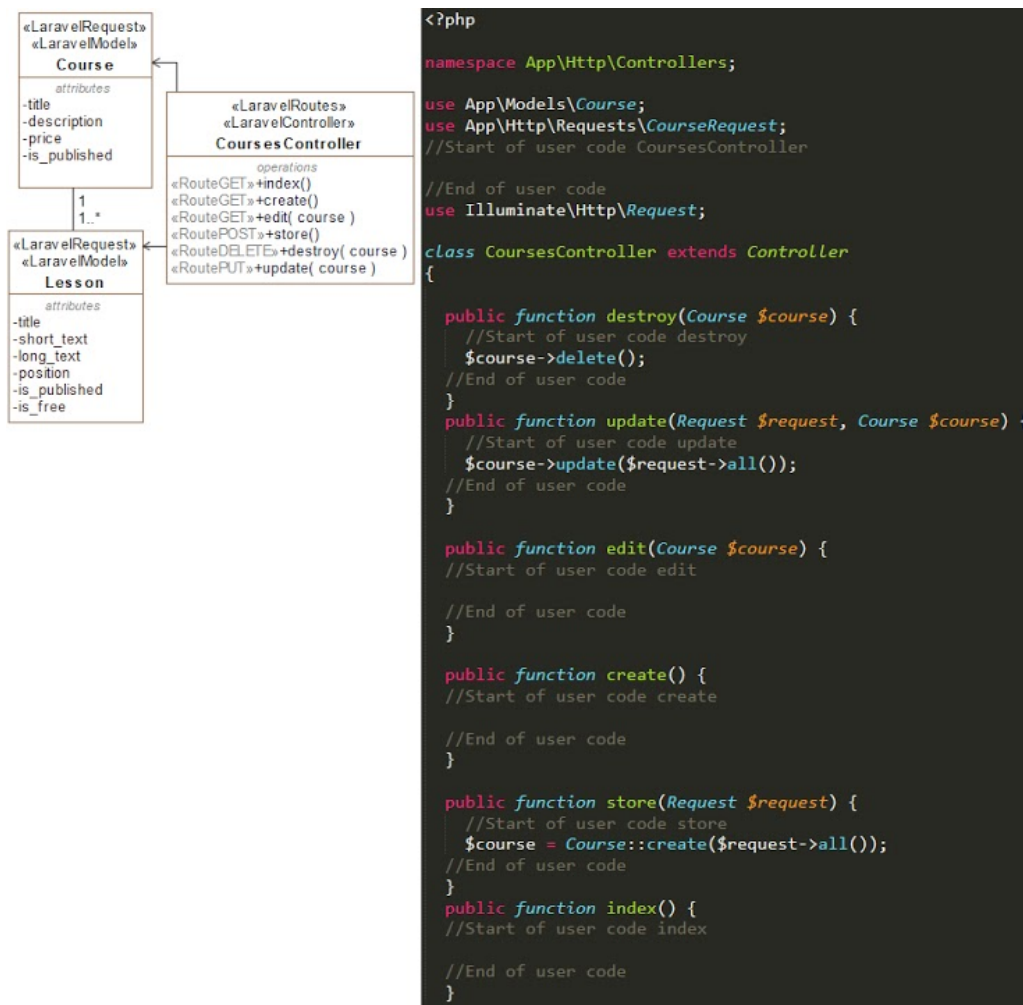 «LaravelRequest»
«LaravelModel»
Course
attributes
-title
-description
-price
-is_published
1
1..*
«LaravelRequest»
«LaravelModel»
Lesson
attributes
-title
-short_text
-long_text
-position
-is_published
-is_free
«LaravelRoutes»
«LaravelController»
CoursesController
operations
«RouteGET»+index()
«RouteGET»+create()
«RouteGET»+edit( course )
«RoutePOST»+store()
«RouteDELETE»+destroy( course )
«RoutePUT»+update( course )
<?php
namespace App\Http\Controllers;
use App\Models\Course;
use App\Http\Requests\CourseRequest;
//Start of user code CoursesController
//End of user code
use Illuminate\Http\Request;
class CoursesController extends Controller
{
public function destroy(Course $course) {
//Start of user code destroy
$course->delete();
//End of user code
}
public function update(Request $request, Course $course) {
//Start of user code update
$course->update($request->all());
//End of user code
}
public function edit(Course $course) {
//Start of user code edit
//End of user code
}
public function create() {
//Start of user code create
//End of user code
}
public function store(Request $request) {
//Start of user code store
$course = Course::create($request->all());
//End of user code
}
public function index() {
//Start of user code index
//End of user code
}